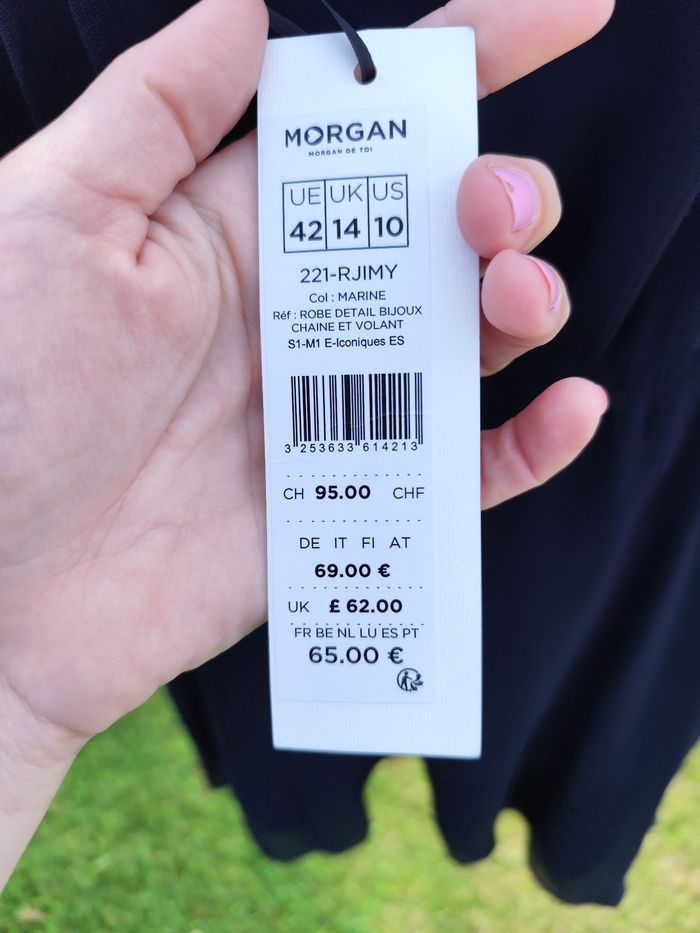 MORGAN
MORGAN DE TOI
UE UK US
42 14 10
221-RJIMY
Col : MARINE
Réf : ROBE DETAIL BIJOUX
CHAINE ET VOLANT
S1-M1 E-Iconiques ES
3 253633 614213
CH 95.00 CHF
DE IT FI AT
69.00 €
UK £ 62.00
FR BE NL LU ES PT
65.00 €